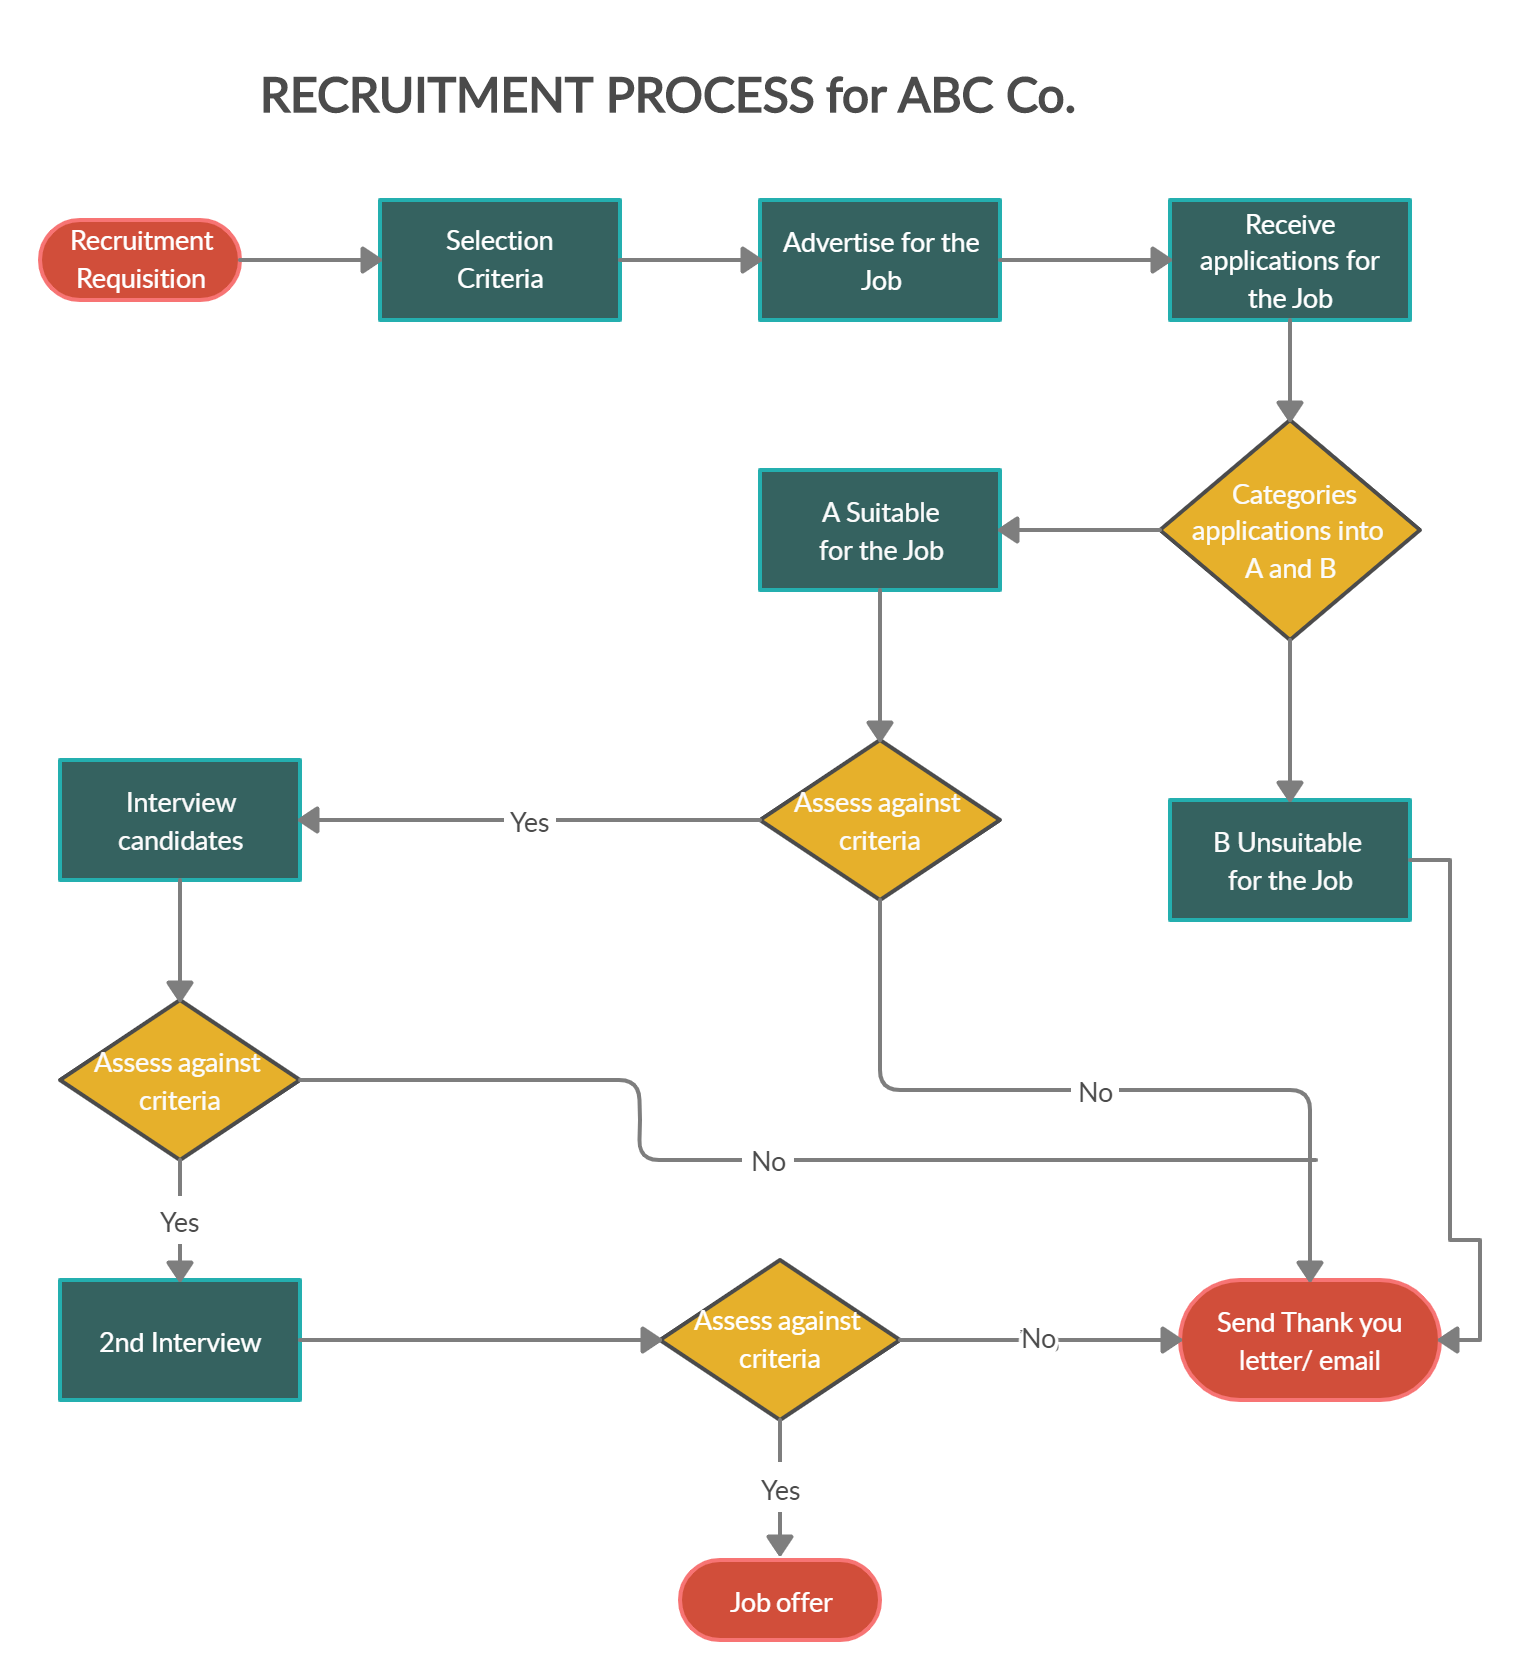 RECRUITMENT PROCESS for ABC Co.
Recruitment
Requisition
Selection
Criteria
Advertise for the
Job
Receive
applications for
the Job
Categories
applications into
A and B
A Suitable
for the Job
Assess against
criteria
Yes
Interview
candidates
B Unsuitable
for the Job
Assess against
criteria
No
No
Yes
2nd Interview
Assess against
criteria
No
Send Thank you
letter/ email
Yes
Job offer